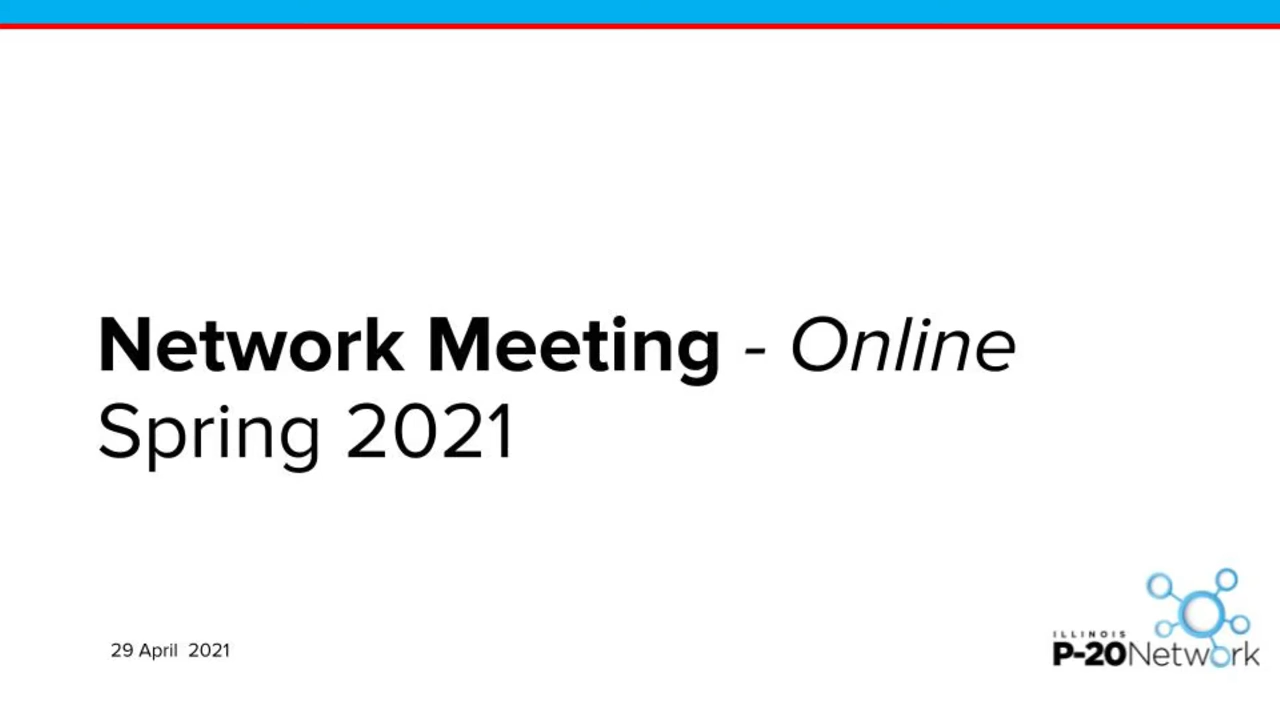 Network Meeting - Online
Spring 2021
29 April 2021
ILLINOIS
P-20Network